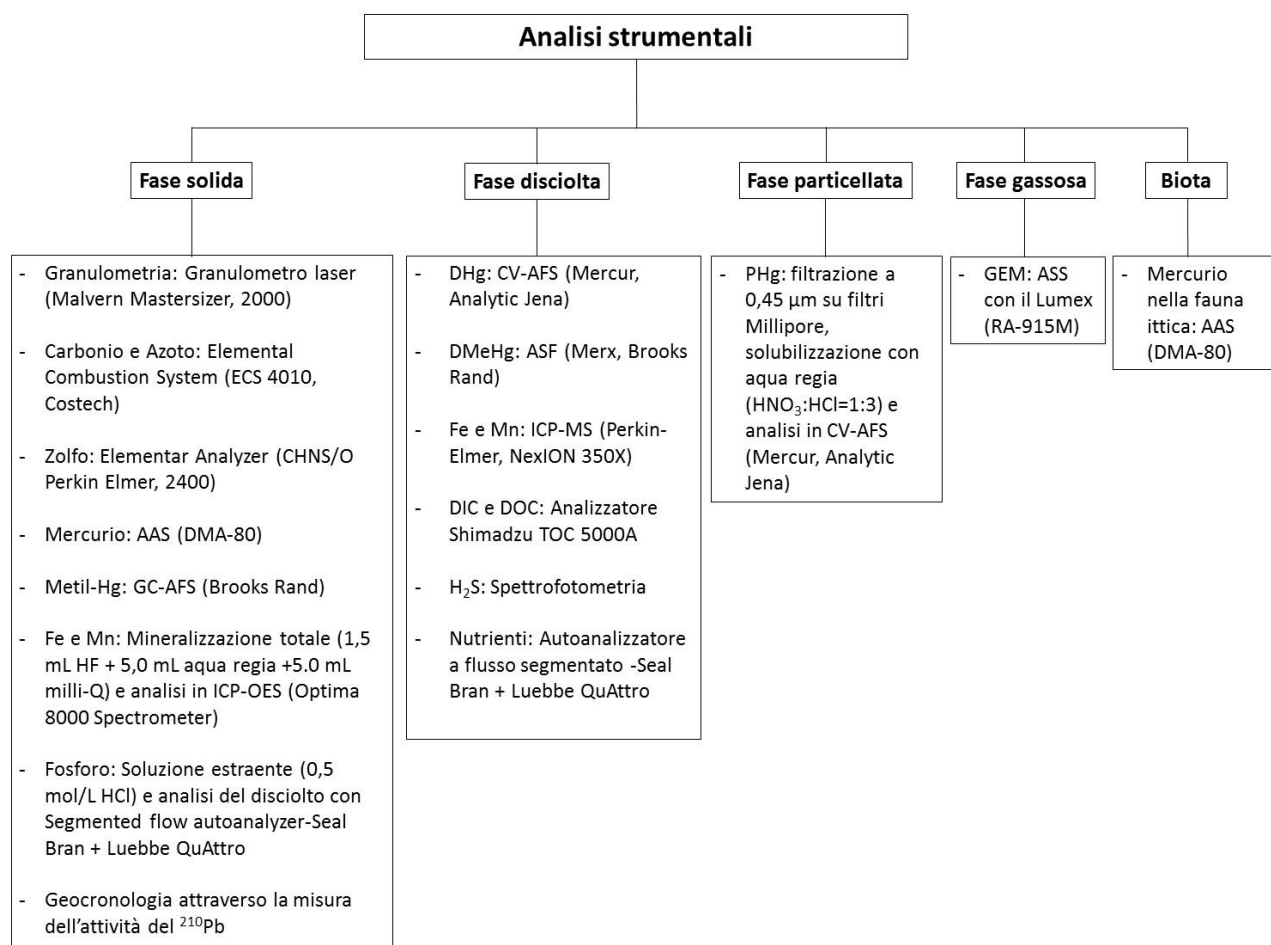 Analisi strumentali
Fase solida
Fase disciolta
Fase particellata
Fase gassosa
Biota
- Granulometria: Granulometro laser
(Malvern Mastersizer, 2000)
- Carbonio e Azoto: Elemental
Combustion System (ECS 4010,
Costech)
- Zolfo: Elementar Analyzer (CHNS/O
Perkin Elmer, 2400)
- Mercurio: AAS (DMA-80)
- Metil-Hg: GC-AFS (Brooks Rand)
- Fe e Mn: Mineralizzazione totale (1,5
mL HF + 5,0 mL aqua regia +5.0 mL
milli-Q) e analisi in ICP-OES (Optima
8000 Spectrometer)
- Fosforo: Soluzione estraente (0,5
mol/L HCl) e analisi del disciolto con
Segmented flow autoanalyzer-Seal
Bran + Luebbe QuAttro
- Geocronologia attraverso la misura
dell'attività del ²¹⁰Pb
- DHg: CV-AFS (Mercur,
Analytic Jena)
- DMeHg: ASF (Merx, Brooks
Rand)
- Fe e Mn: ICP-MS (Perkin-
Elmer, NexION 350X)
- DIC e DOC: Analizzatore
Shimadzu TOC 5000A
- H₂S: Spettrofotometria
- Nutrienti: Autoanalizzatore
a flusso segmentato -Seal
Bran + Luebbe QuAttro
- PHg: filtrazione a
0,45 µm su filtri
Millipore,
solubilizzazione con
aqua regia
(HNO₃:HCl=1:3) e
analisi in CV-AFS
(Mercur, Analytic
Jena)
- GEM: ASS
con il Lumex
(RA-915M)
- Mercurio
nella fauna
ittica: AAS
(DMA-80)